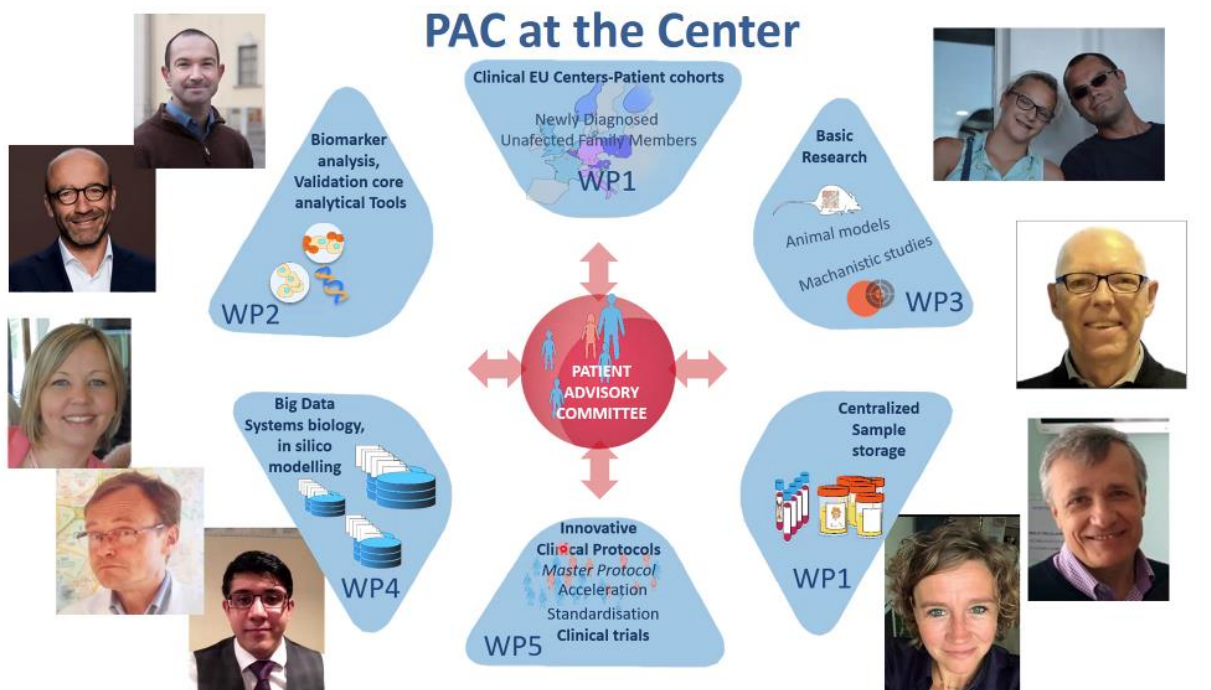 PAC at the Center
Clinical EU Centers-Patient cohorts
Newly Diagnosed
Unafected Family Members
WP1
Biomarker
analysis,
Validation core
analytical Tools
WP2
Basic
Research
Animal models
Machanistic studies
WP3
PATIENT
ADVISORY
COMMITTEE
Big Data
Systems biology,
in silico
modelling
WP4
Centralized
Sample
storage
WP1
Innovative
Clinical Protocols
Master Protocol
Acceleration
Standardisation
Clinical trials
WP5